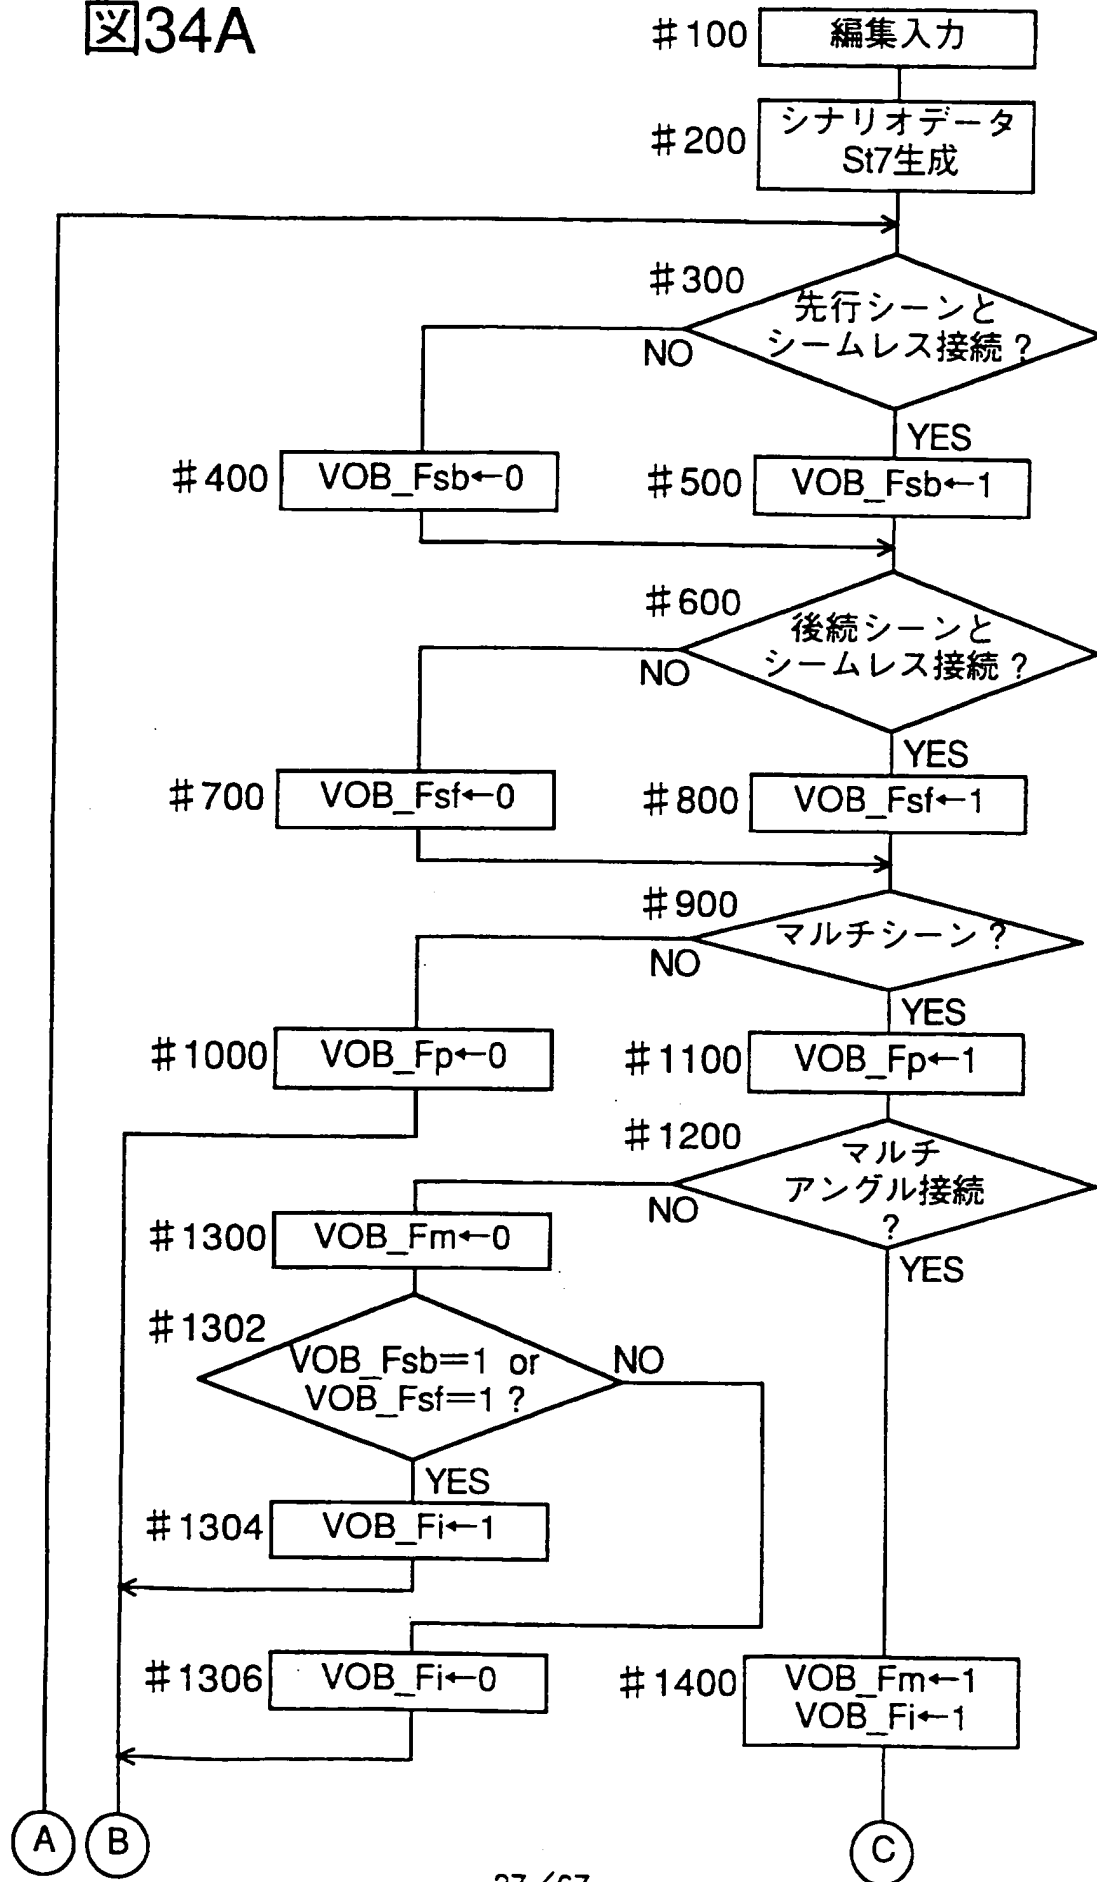 図34A
#100
編集入力
#200
シナリオデータ
St7生成
#300
先行シーンと
シームレス接続?
NO
YES
#400
VOB_Fsb←0
#500
VOB_Fsb←1
#600
後続シーンと
シームレス接続?
NO
YES
#700
VOB_Fsf←0
#800
VOB_Fsf←1
#900
マルチシーン?
NO
YES
#1000
VOB_Fp←0
#1100
VOB_Fp←1
#1200
マルチ
アングル接続
?
NO
YES
#1300
VOB_Fm←0
#1302
VOB_Fsb=1 or
VOB_Fsf=1 ?
NO
YES
#1304
VOB_Fi←1
#1306
VOB_Fi←0
#1400
VOB_Fm←1
VOB_Fi←1
A
B
C